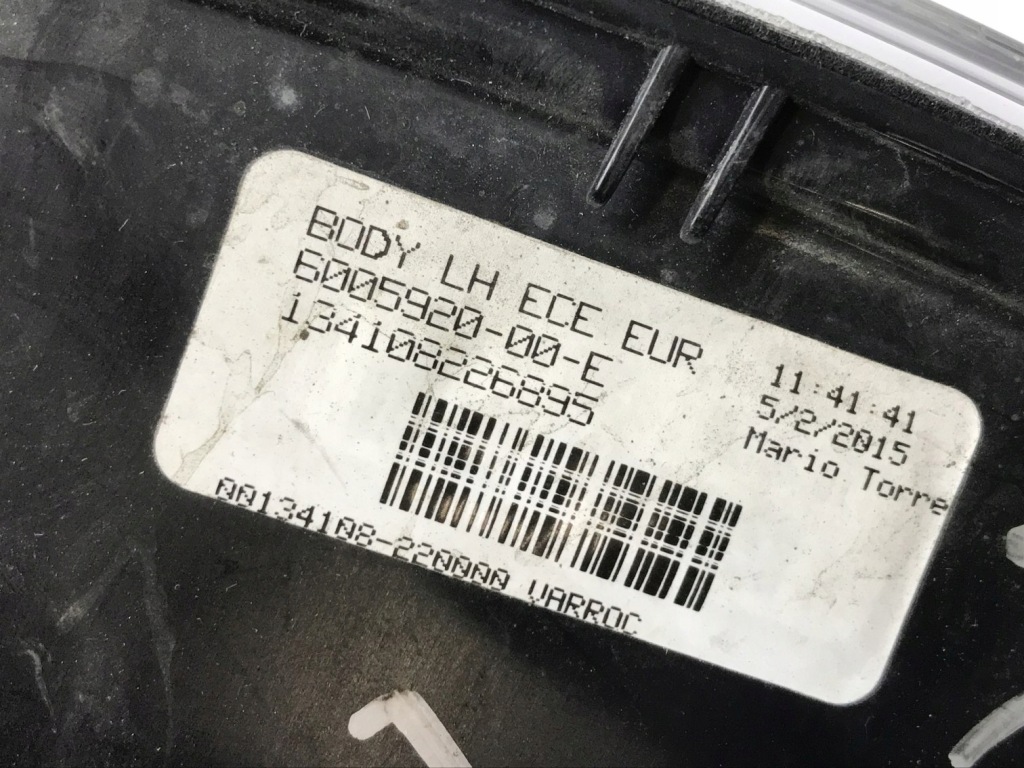 BODY LH ECE EUR
6005920-00-E
134108226895
11:41:41
5/2/2015
Mario Torre
00134108-220000 VARROC